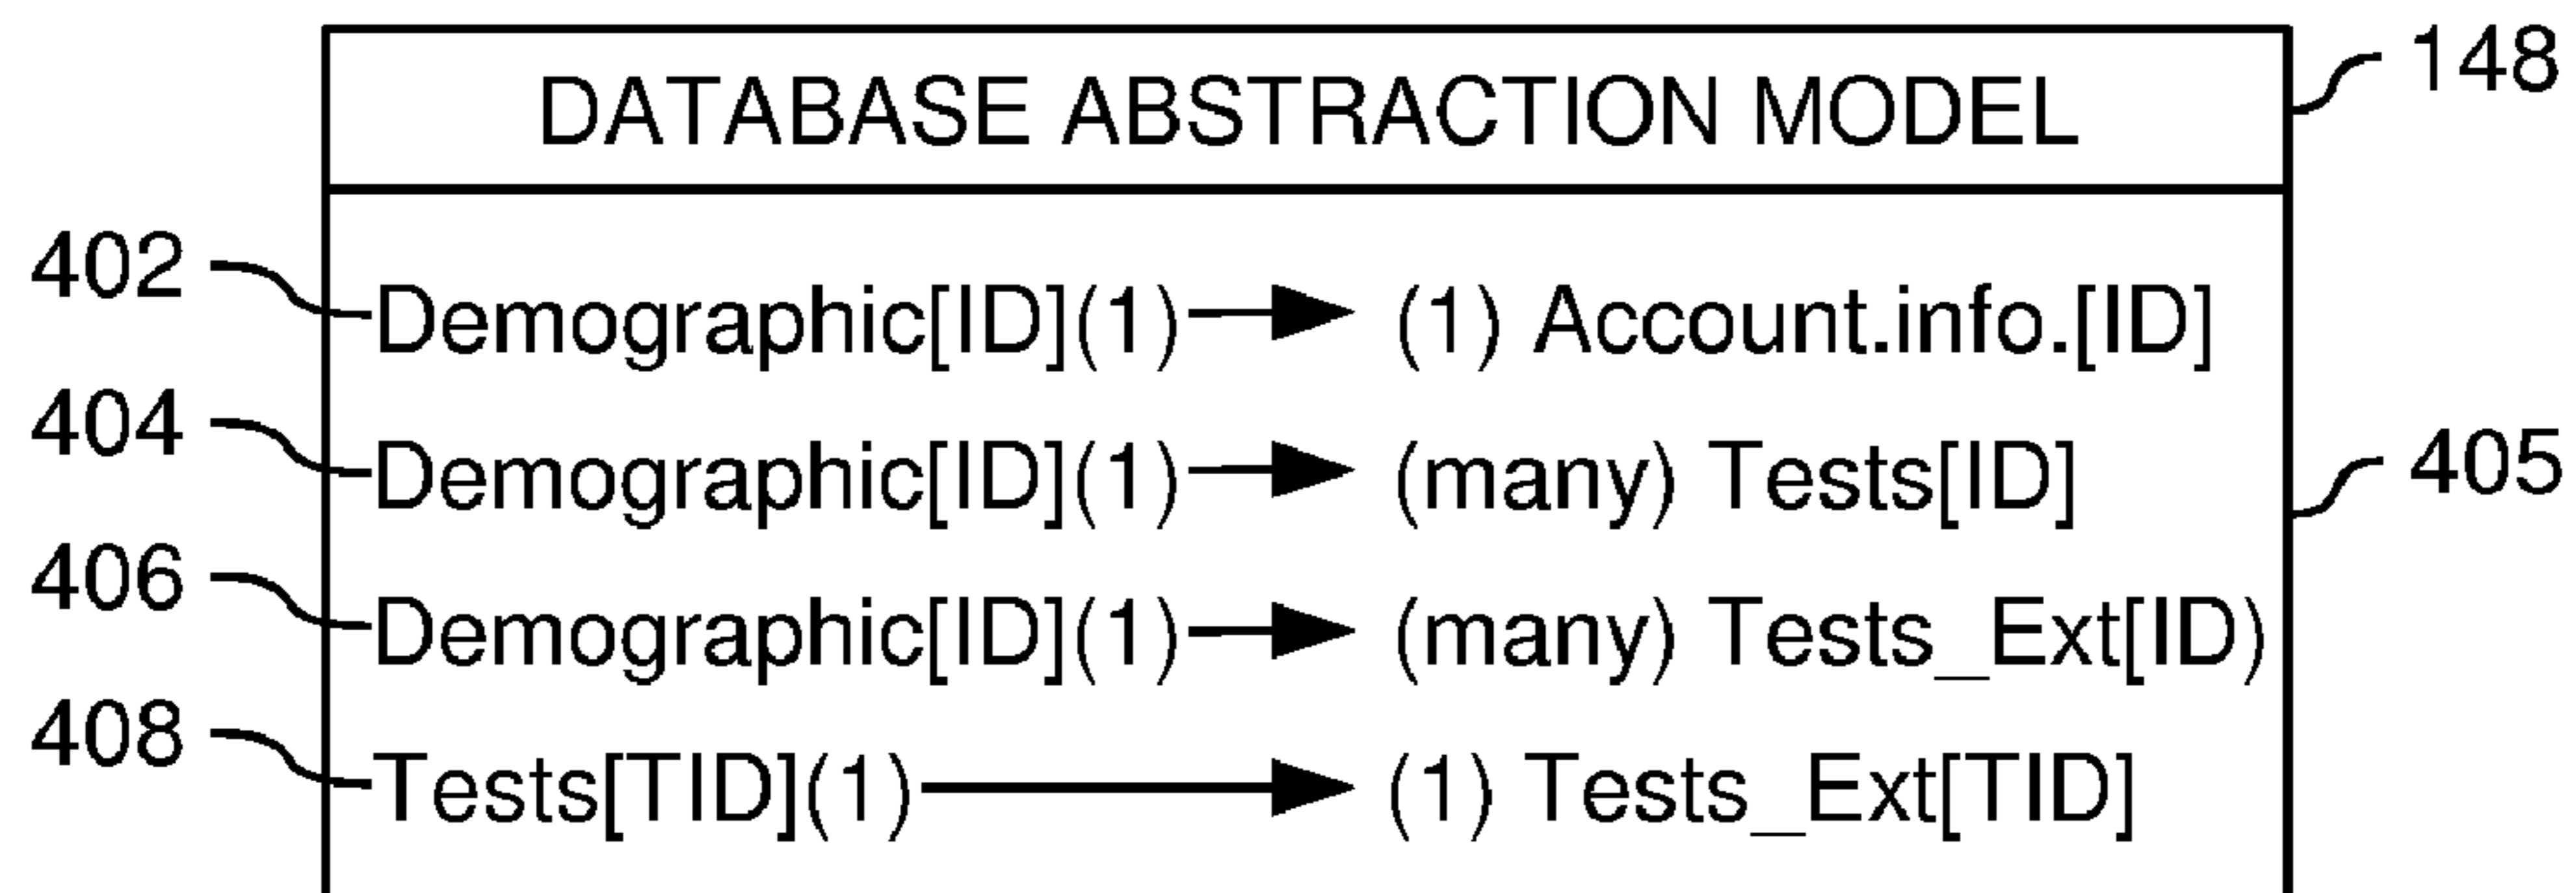 DATABASE ABSTRACTION MODEL 148
402 Demographic[ID](1) (1) Account.info.[ID]
404 Demographic[ID](1) (many) Tests[ID] 405
406 Demographic[ID](1) (many) Tests_Ext[ID)
408 Tests[TID](1) (1) Tests_Ext[TID]